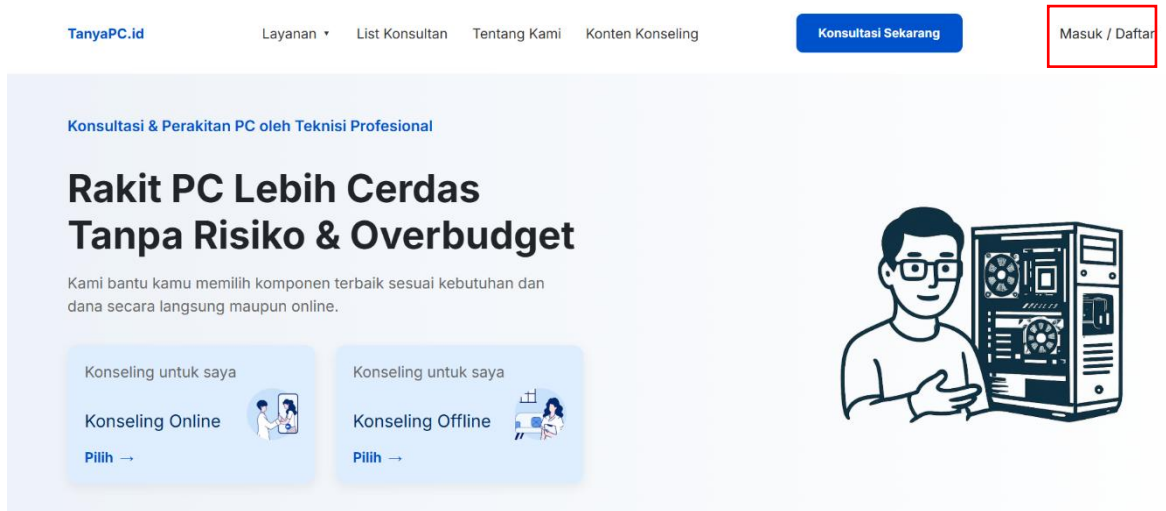 TanyaPC.id
Layanan ▾
List Konsultan
Tentang Kami
Konten Konseling
Konsultasi Sekarang
Masuk / Daftar
Konsultasi & Perakitan PC oleh Teknisi Profesional
Rakit PC Lebih Cerdas
Tanpa Risiko & Overbudget
Kami bantu kamu memilih komponen terbaik sesuai kebutuhan dan
dana secara langsung maupun online.
Konseling untuk saya
Konseling Online
Pilih →
Konseling untuk saya
Konseling Offline
Pilih →